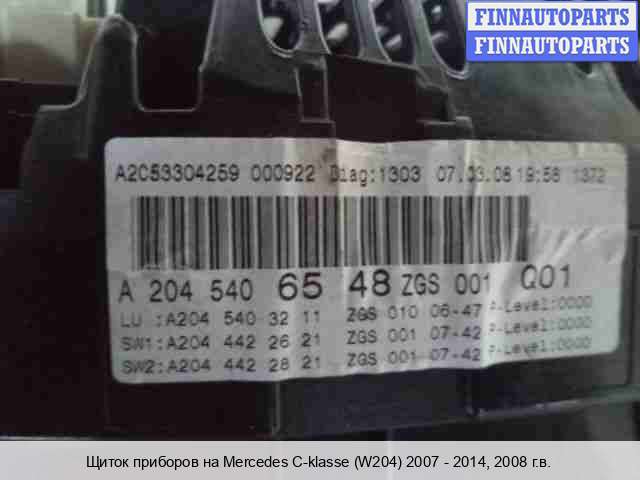 FINNAUTOPARTS
FINNAUTOPARTS
A2C53304259 000922 Diag:1303 07.03.08 19:56 1372
A 204 540 65 48 ZGS 001 Q01
LU :A204 540 32 11 ZGS 010 06-47 P-Level:0000
SW1:A204 442 26 21 ZGS 001 07-42 P-Level:0000
SW2:A204 442 28 21 ZGS 001 07-42 P-Level:0000
Щиток приборов на Mercedes C-klasse (W204) 2007 - 2014, 2008 г.в.